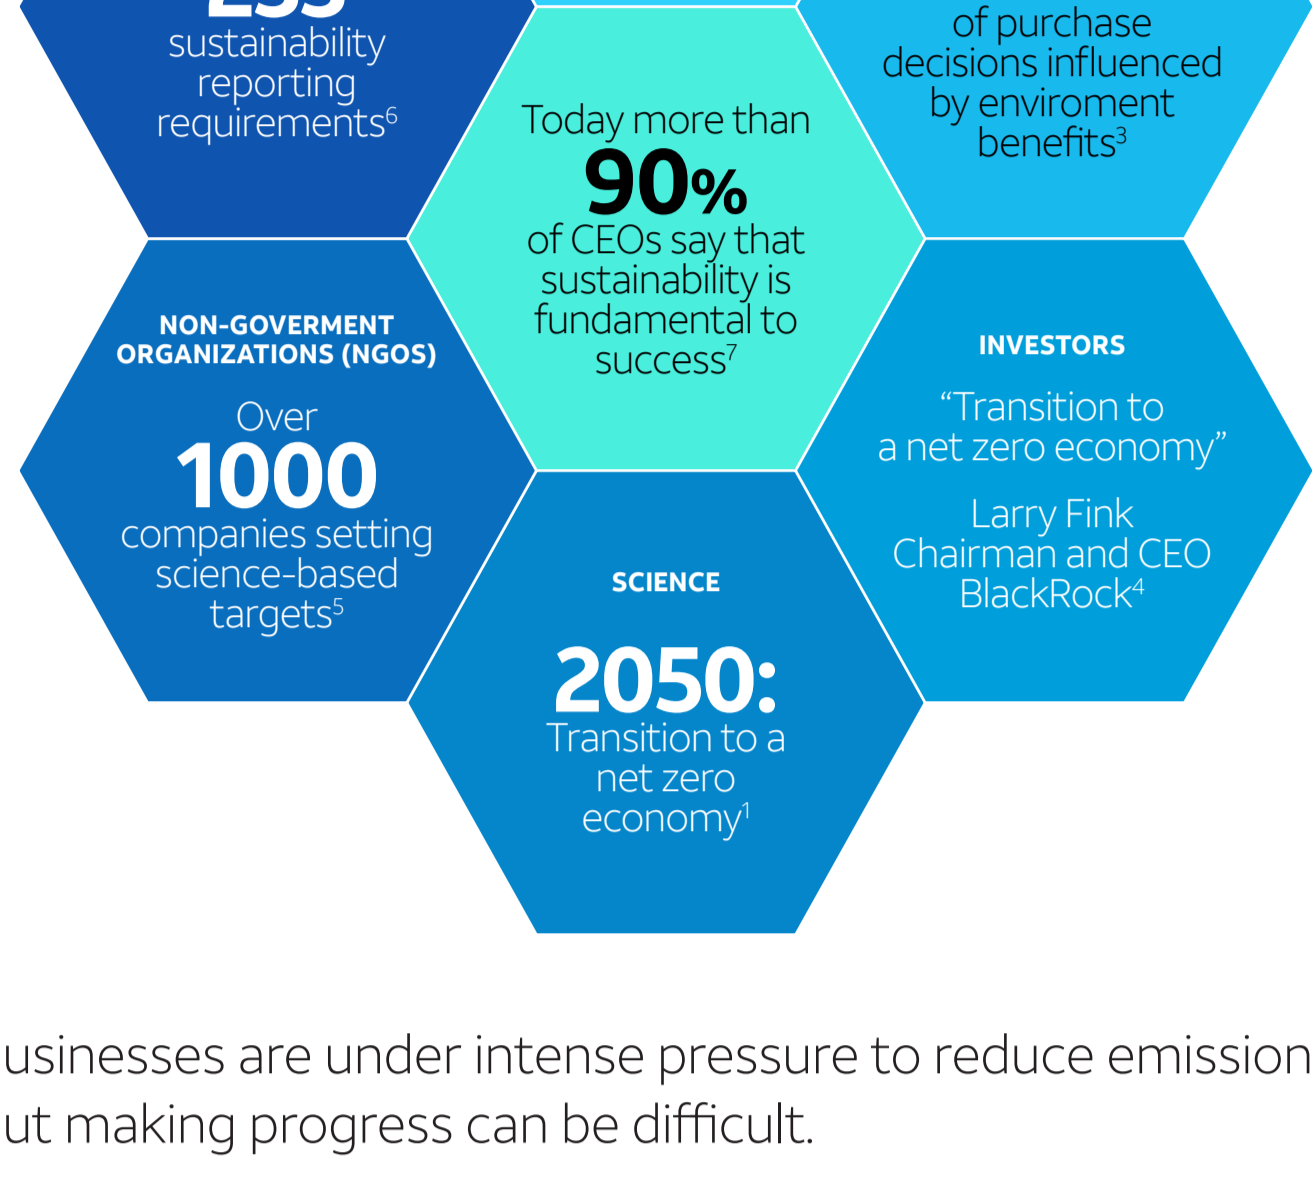 sustainability
reporting
requirements⁶
of purchase
decisions influenced
by enviroment
benefits³
Today more than
90%
of CEOs say that
sustainability is
fundamental to
success⁷
NON-GOVERMENT
ORGANIZATIONS (NGOS)
Over
1000
companies setting
science-based
targets⁵
INVESTORS
“Transition to
a net zero economy”
Larry Fink
Chairman and CEO
BlackRock⁴
SCIENCE
2050:
Transition to a
net zero
economy¹
usinesses are under intense pressure to reduce emission
ut making progress can be difficult.